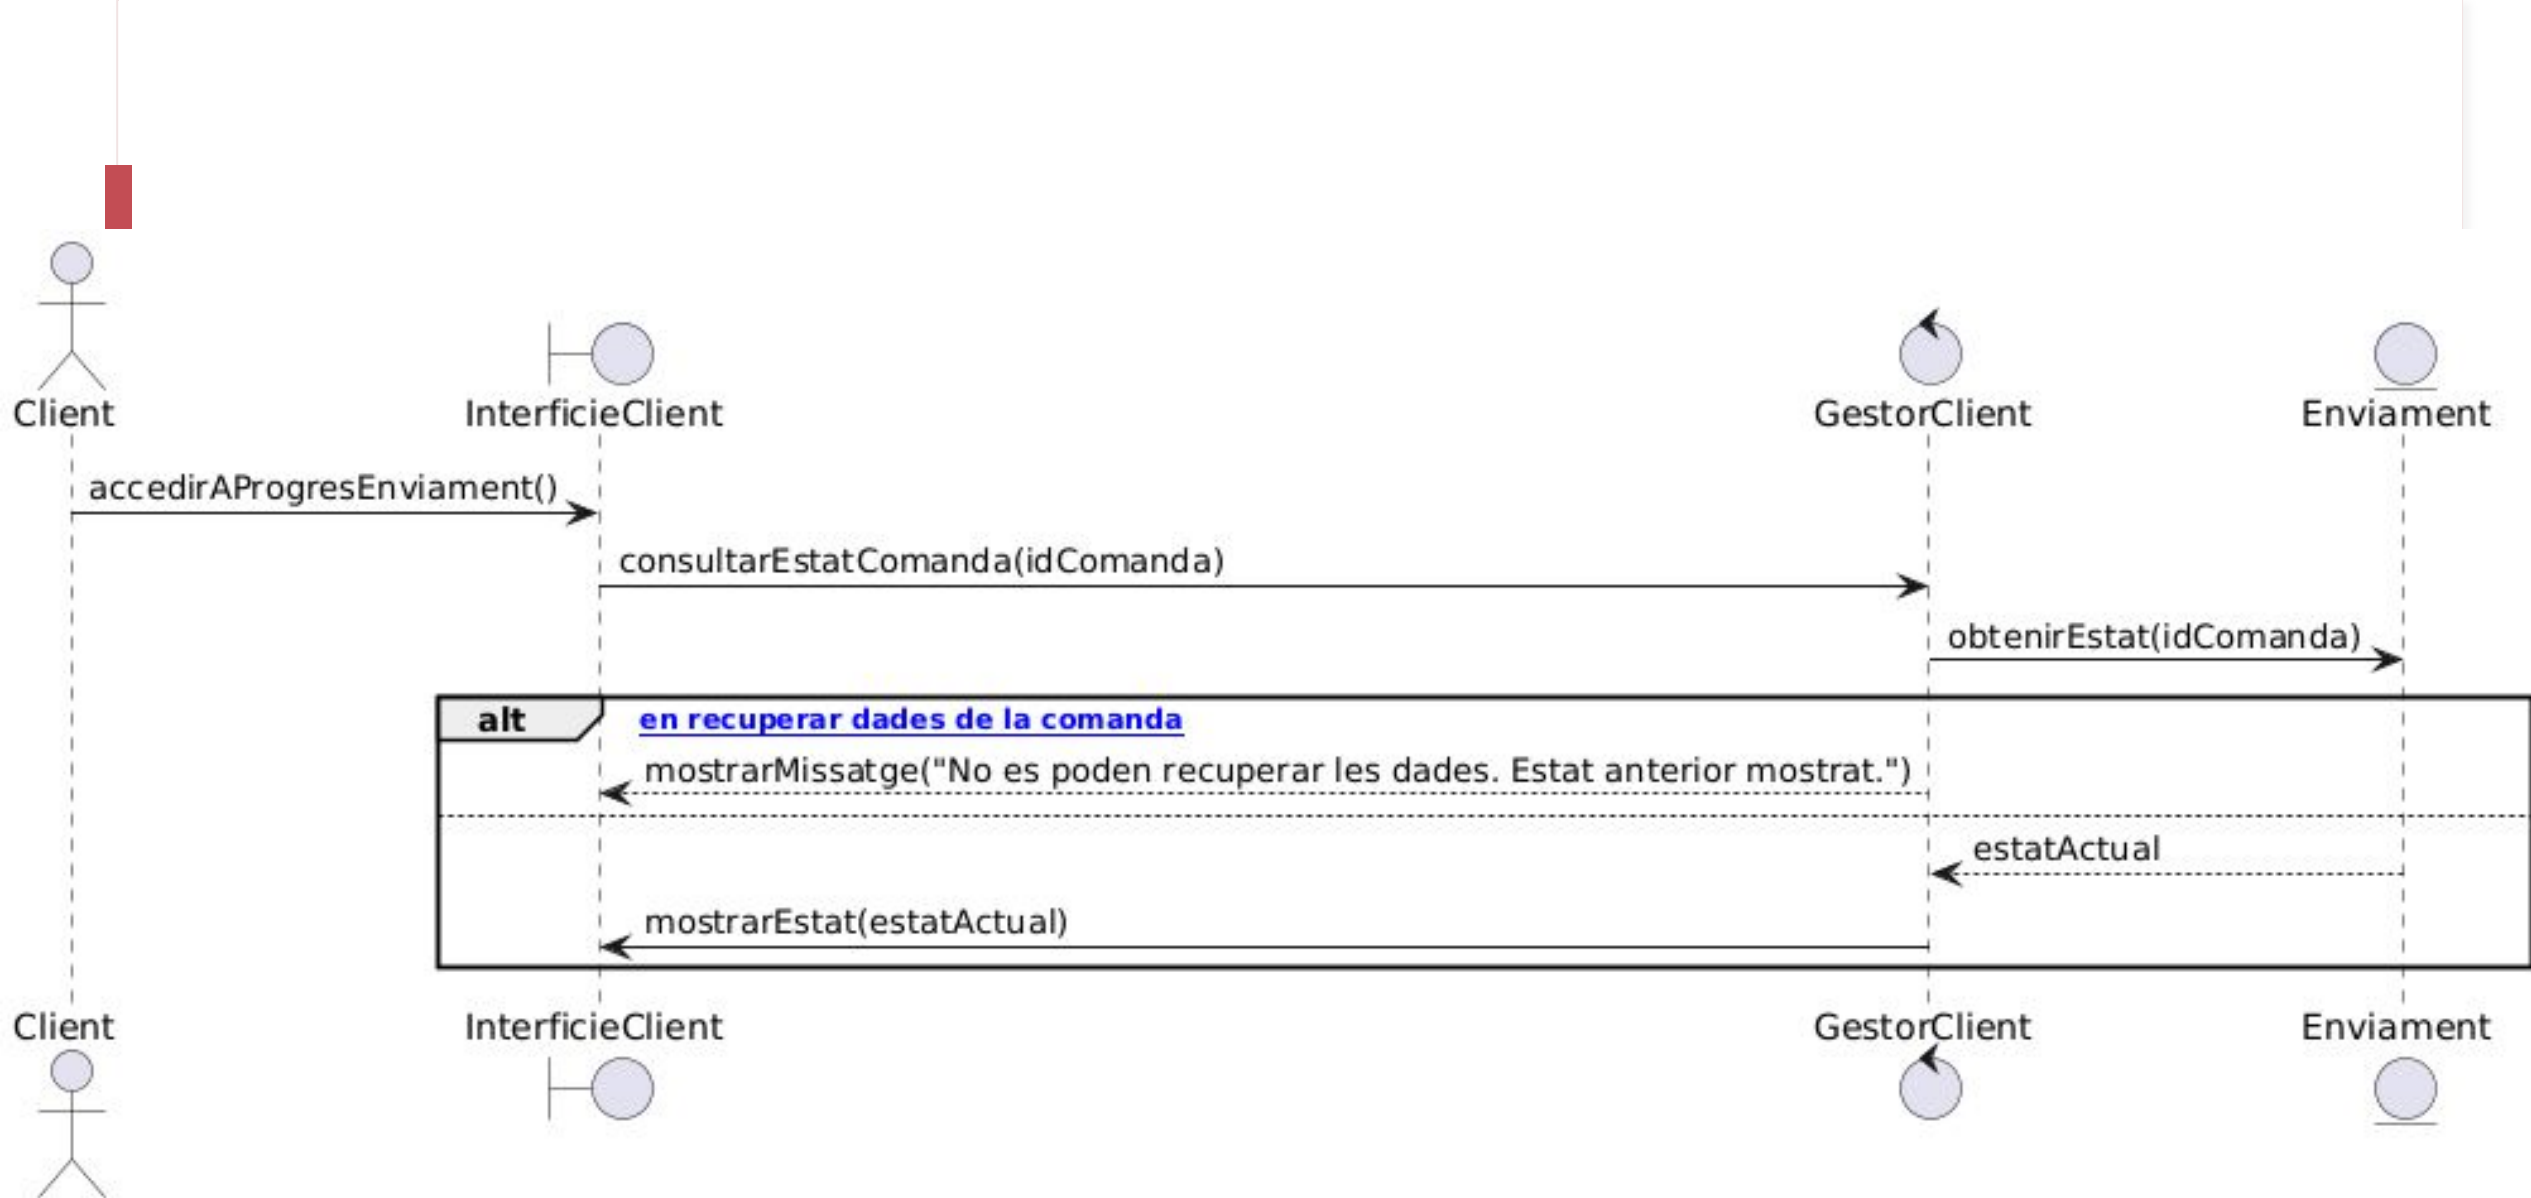 Client
InterficieClient
GestorClient
Enviament
accedirAProgresEnviament()
consultarEstatComanda(idComanda)
obtenirEstat(idComanda)
alt
en recuperar dades de la comanda
mostrarMissatge("No es poden recuperar les dades. Estat anterior mostrat.")
estatActual
mostrarEstat(estatActual)
Client
InterficieClient
GestorClient
Enviament